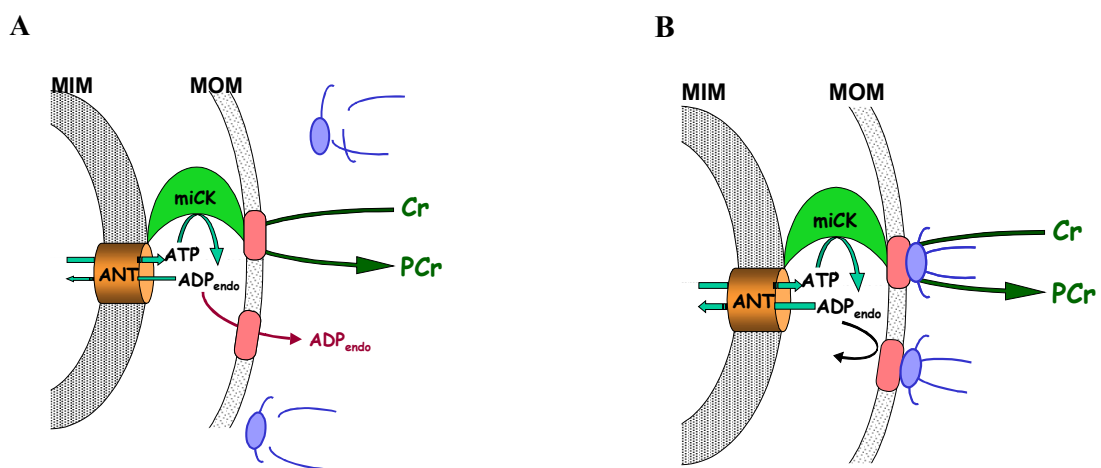 A
MIM
MOM
miCK
Cr
ATP
ANT
ADPendo
PCr
ADPendo
B
MIM
MOM
miCK
Cr
ATP
ANT
ADPendo
PCr